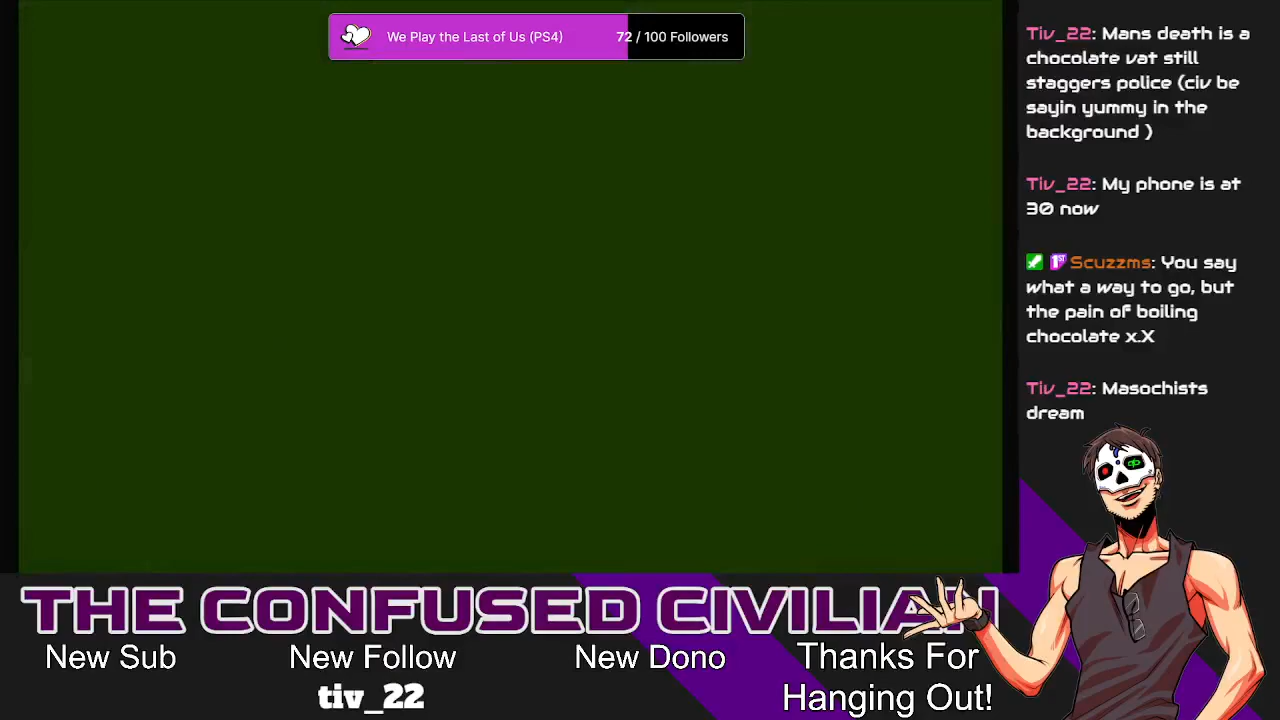 We Play the Last of Us (PS4) 72 / 100 Followers
Tiv_22: Mans death is a
chocolate vat still
staggers police (civ be
sayin yummy in the
background )
Tiv_22: My phone is at
30 now
1ST Scuzzms: You say
what a way to go, but
the pain of boiling
chocolate x.X
Tiv_22: Masochists
dream
THE CONFUSED CIVILIAN
New Sub
New Follow
tiv_22
New Dono
Thanks For
Hanging Out!